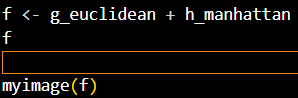 f <- g_euclidean + h_manhattan
f
myimage(f)